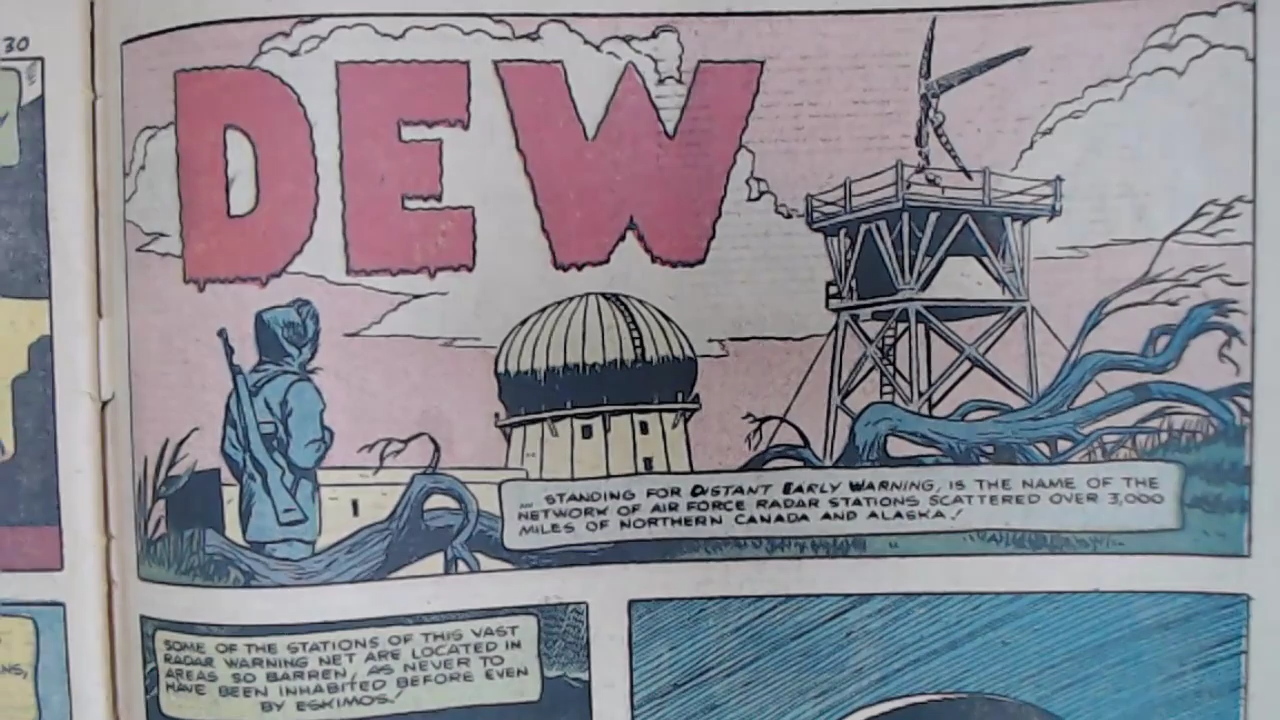 30
DEW
... STANDING FOR DISTANT EARLY WARNING, IS THE NAME OF THE
NETWORK OF AIR FORCE RADAR STATIONS SCATTERED OVER 3,000
MILES OF NORTHERN CANADA AND ALASKA!
SOME OF THE STATIONS OF THIS VAST
RADAR WARNING NET ARE LOCATED IN
AREAS SO BARREN, AS NEVER TO
HAVE BEEN INHABITED BEFORE EVEN
BY ESKIMOS!